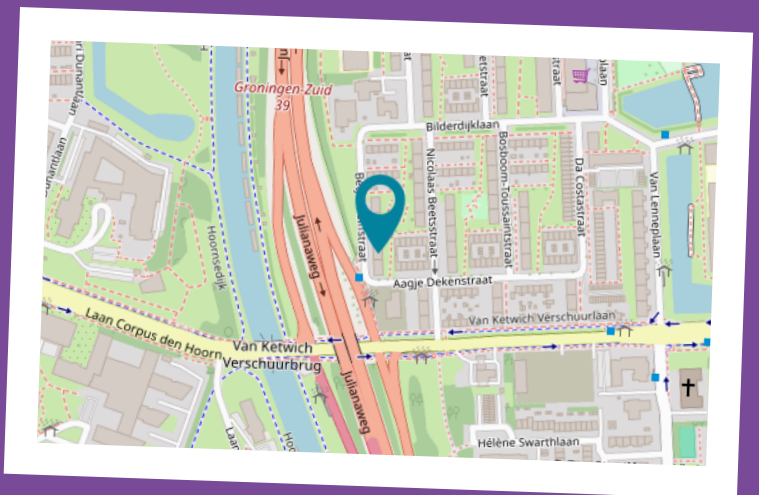 Groningen-Zuid
39
Bilderdijklaan
Nicolaas Beetsstraat
Bosboom-Toussaintstraat
Da Costastraat
Van Lenneplaan
Julianaweg
Hoornsedijk
Aagje Dekenstraat
Van Ketwich Verschuurlaan
Laan Corpus den Hoorn
Van Ketwich
Verschuurbrug
Julianaweg
Hélène Swarthlaan